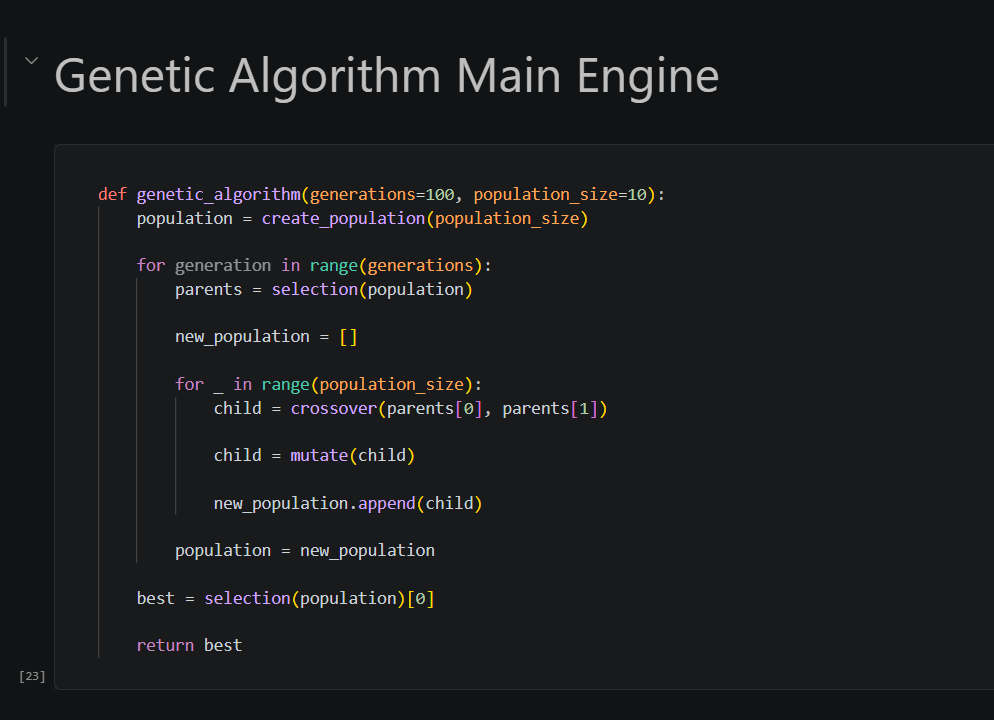 Genetic Algorithm Main Engine
def genetic_algorithm(generations=100, population_size=10):
population = create_population(population_size)
for generation in range(generations):
parents = selection(population)
new_population = []
for _ in range(population_size):
child = crossover(parents[0], parents[1])
child = mutate(child)
new_population.append(child)
population = new_population
best = selection(population)[0]
return best
[23]